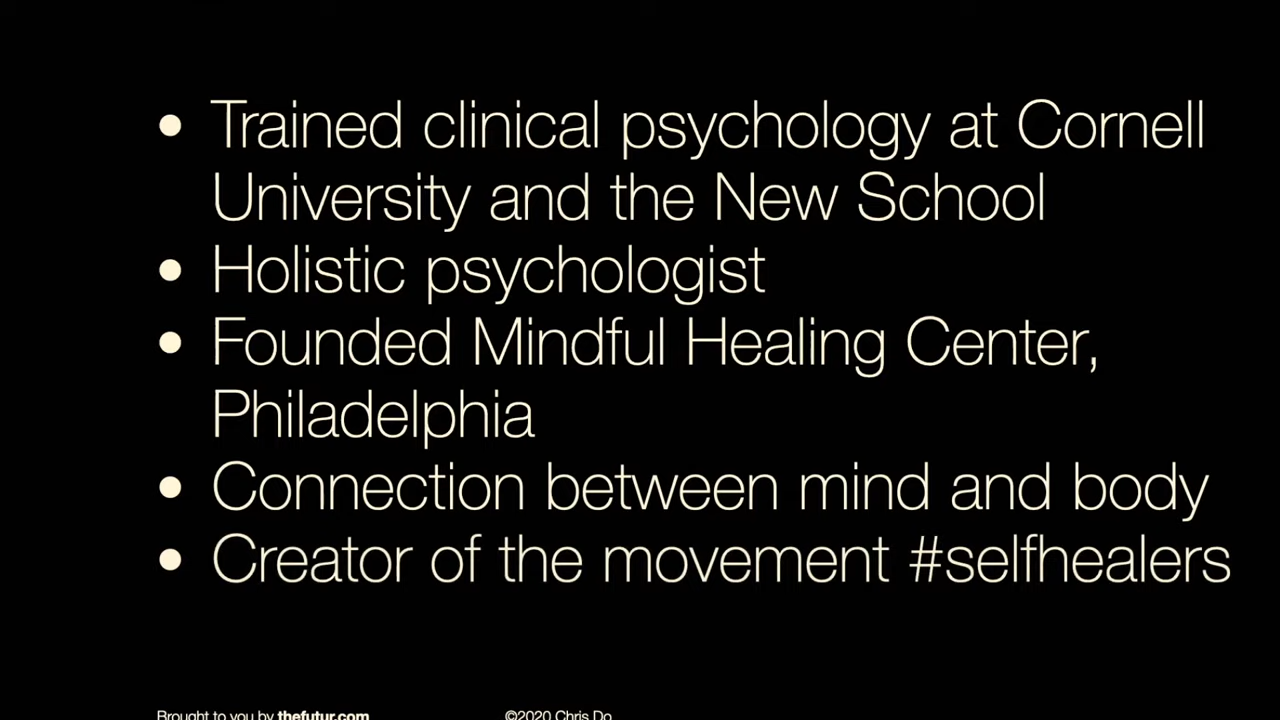 • Trained clinical psychology at Cornell
University and the New School
• Holistic psychologist
• Founded Mindful Healing Center,
Philadelphia
• Connection between mind and body
• Creator of the movement #selfhealers
Brought to you by thefutur.com ©2020 Chris Do